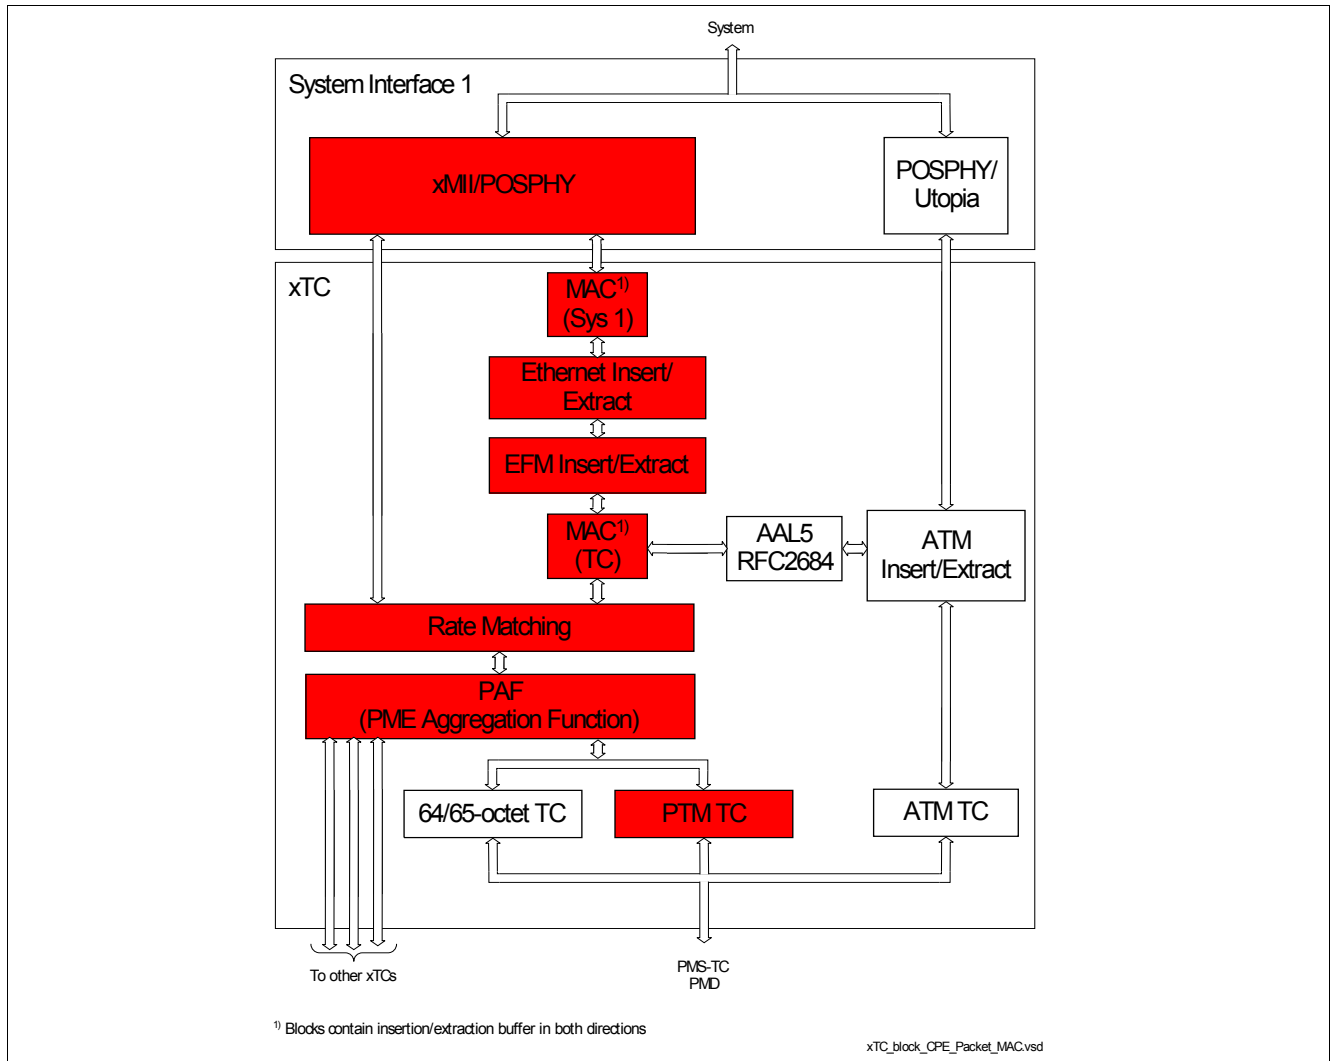 System
System Interface 1
xMII/POSPHY
POSPHY/
Utopia
xTC
MAC1)
(Sys 1)
Ethernet Insert/
Extract
EFM Insert/Extract
MAC1)
(TC)
AAL5
RFC2684
ATM
Insert/Extract
Rate Matching
PAF
(PME Aggregation Function)
64/65-octet TC
PTM TC
ATM TC
To other xTCs
PMS-TC
PMD
1) Blocks contain insertion/extraction buffer in both directions
xTC_block_CPE_Packet_MAC.vsd